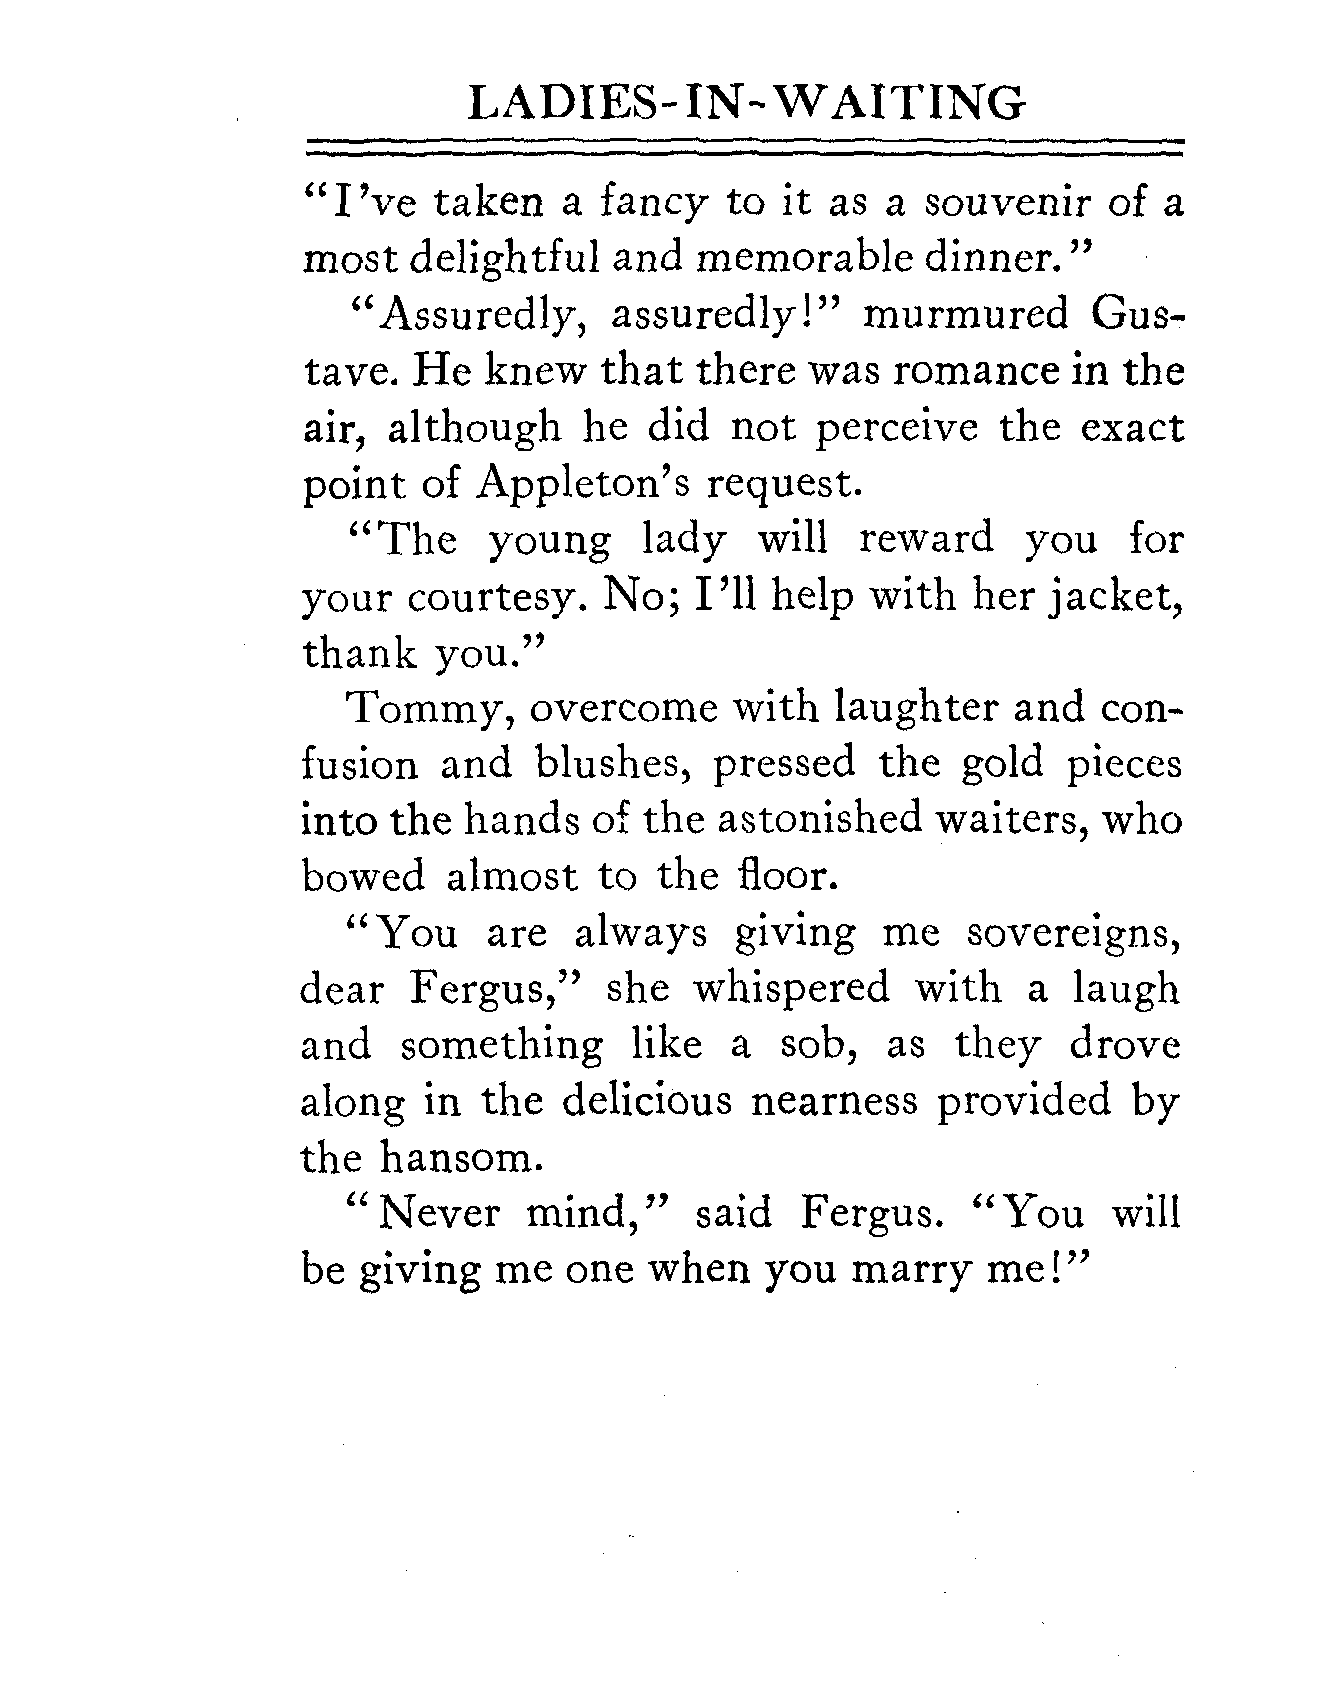 LADIES-IN-WAITING
“I’ve taken a fancy to it as a souvenir of a
most delightful and memorable dinner.”
“Assuredly, assuredly!” murmured Gus-
tave. He knew that there was romance in the
air, although he did not perceive the exact
point of Appleton’s request.
“The young lady will reward you for
your courtesy. No; I’ll help with her jacket,
thank you.”
Tommy, overcome with laughter and con-
fusion and blushes, pressed the gold pieces
into the hands of the astonished waiters, who
bowed almost to the floor.
“You are always giving me sovereigns,
dear Fergus,” she whispered with a laugh
and something like a sob, as they drove
along in the delicious nearness provided by
the hansom.
“Never mind,” said Fergus. “You will
be giving me one when you marry me!”